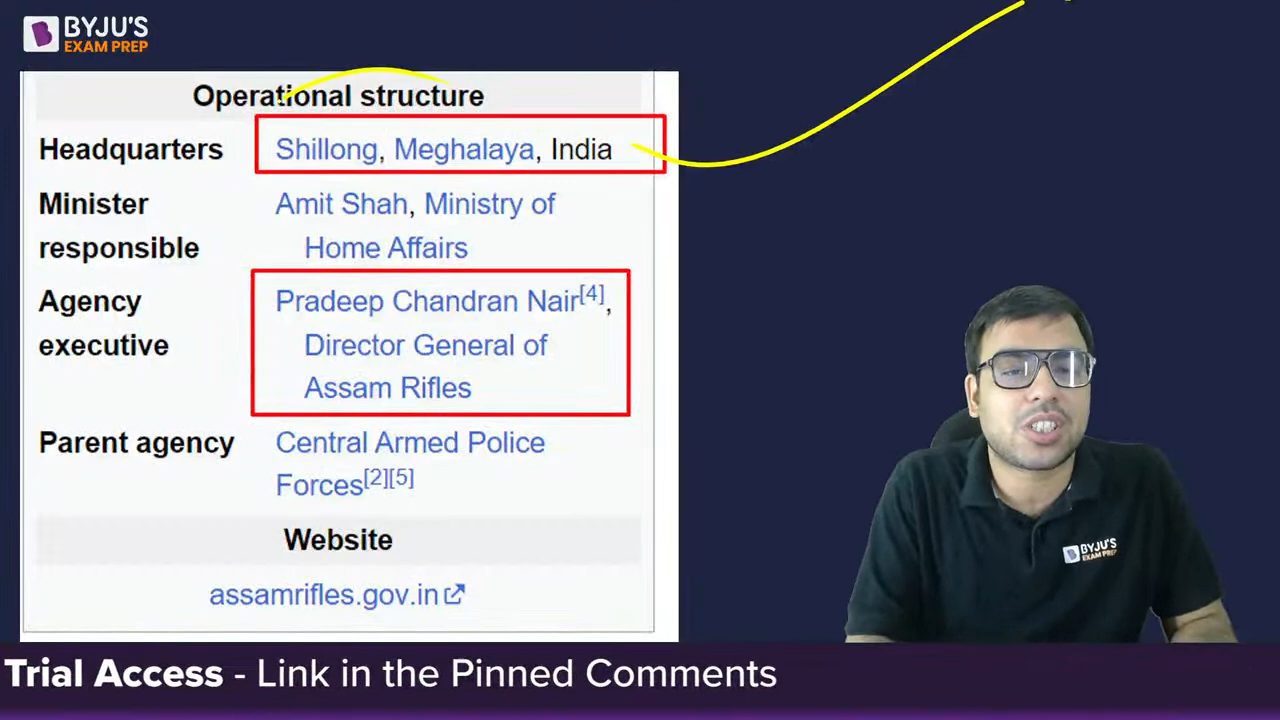 BYJU'S
EXAM PREP
Operational structure
Headquarters Shillong, Meghalaya, India
Minister Amit Shah, Ministry of
responsible Home Affairs
Agency Pradeep Chandran Nair[4],
executive Director General of
Assam Rifles
Parent agency Central Armed Police
Forces[2][5]
Website
assamrifles.gov.in
BYJU'S
EXAM PREP
Trial Access - Link in the Pinned Comments